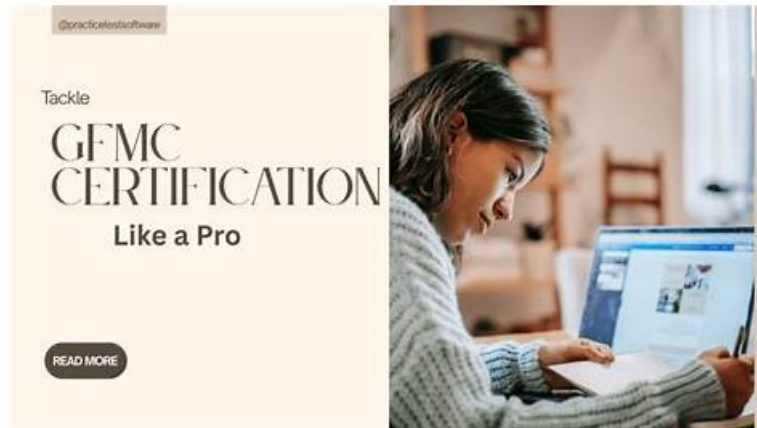 @practicetestsoftware
Tackle
GFMC
CERTIFICATION
Like a Pro
READ MORE